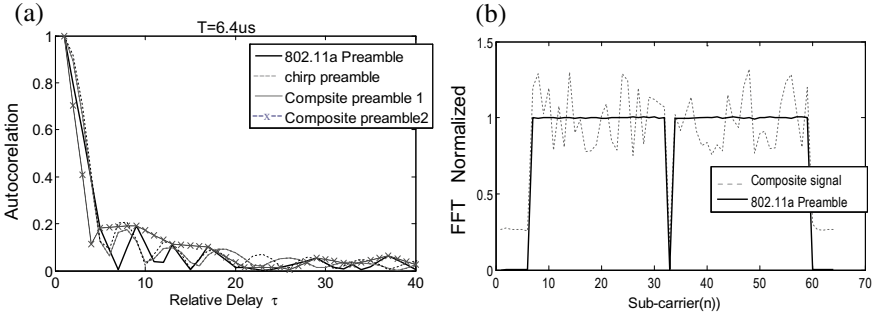 (a)
T=6.4us
1
0.8
0.6
0.4
0.2
0
0
10
20
30
40
Autocorelation
Relative Delay τ
802.11a Preamble
chirp preamble
Compsite preamble 1
Composite preamble2
(b)
1.5
1
0.5
0
0
10
20
30
40
50
60
70
FFT Normalized
Sub-carrier(n))
Composite signal
802.11a Preamble